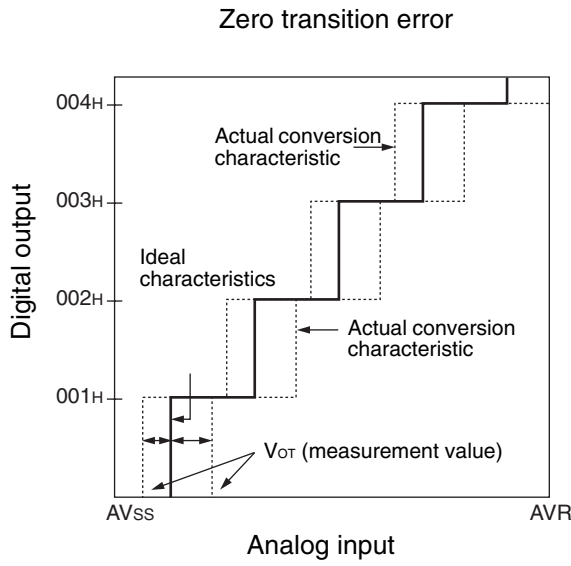 Zero transition error
004H
Actual conversion
characteristic
003H
Ideal
characteristics
002H
Actual conversion
characteristic
001H
VOT (measurement value)
AVSS
AVR
Analog input
Digital output